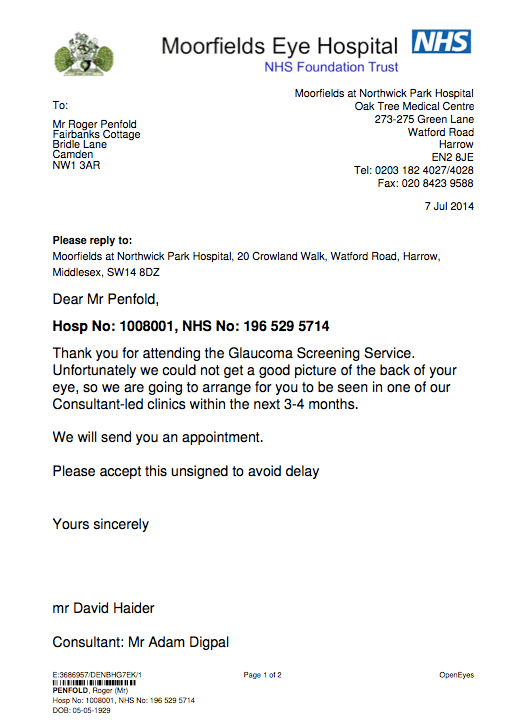 Moorfields Eye Hospital NHS
NHS Foundation Trust
Moorfields at Northwick Park Hospital
Oak Tree Medical Centre
273-275 Green Lane
Watford Road
Harrow
EN2 8JE
Tel: 0203 182 4027/4028
Fax: 020 8423 9588
7 Jul 2014
To:
Mr Roger Penfold
Fairbanks Cottage
Bridle Lane
Camden
NW1 3AR
Please reply to:
Moorfields at Northwick Park Hospital, 20 Crowland Walk, Watford Road, Harrow,
Middlesex, SW14 8DZ
Dear Mr Penfold,
Hosp No: 1008001, NHS No: 196 529 5714
Thank you for attending the Glaucoma Screening Service.
Unfortunately we could not get a good picture of the back of your
eye, so we are going to arrange for you to be seen in one of our
Consultant-led clinics within the next 3-4 months.
We will send you an appointment.
Please accept this unsigned to avoid delay
Yours sincerely
mr David Haider
Consultant: Mr Adam Digpal
E:3686957/DENBHG7EK/1 Page 1 of 2 OpenEyes
PENFOLD, Roger (Mr)
Hosp No: 1008001, NHS No: 196 529 5714
DOB: 05-05-1929